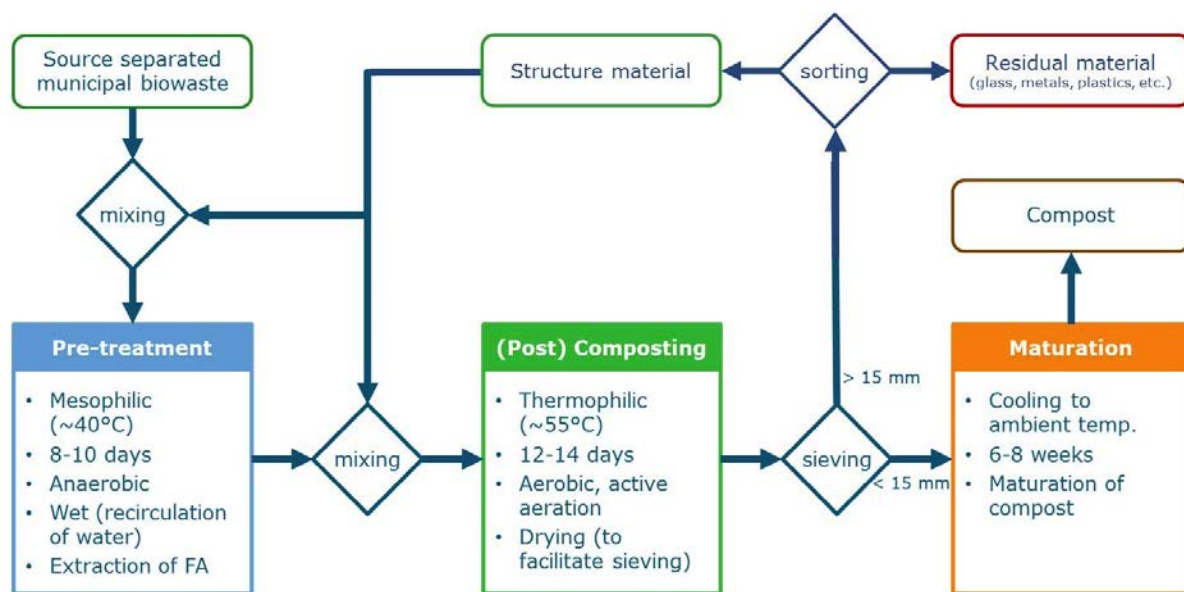 Source separated
municipal biowaste
Structure material
sorting
Residual material
(glass, metals, plastics, etc.)
mixing
Compost
Pre-treatment
• Mesophilic
(~40°C)
• 8-10 days
• Anaerobic
• Wet (recirculation
of water)
• Extraction of FA
mixing
(Post) Composting
• Thermophilic
(~55°C)
• 12-14 days
• Aerobic, active
aeration
• Drying (to
facilitate sieving)
> 15 mm
sieving
< 15 mm
Maturation
• Cooling to
ambient temp.
• 6-8 weeks
• Maturation of
compost